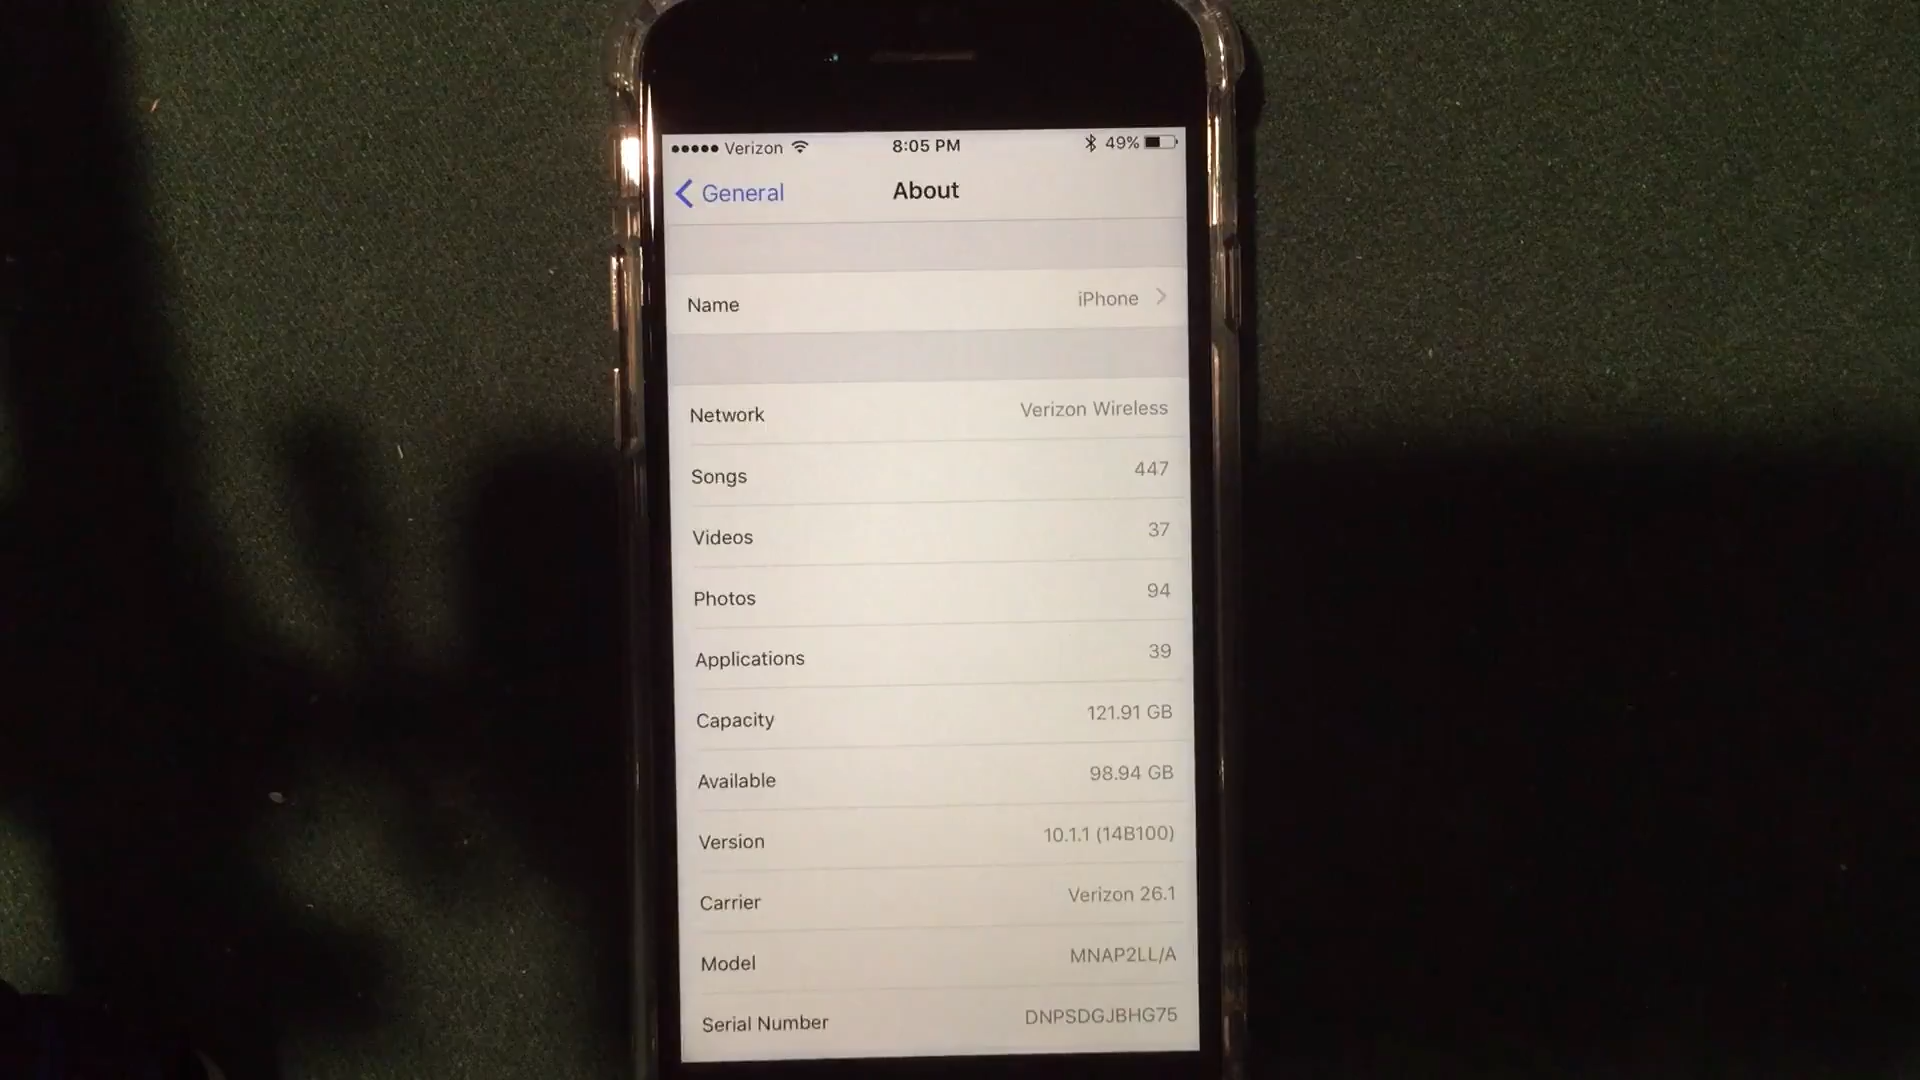 Verizon 8:05 PM 49%
General About
Name iPhone
Network Verizon Wireless
Songs 447
Videos 37
Photos 94
Applications 39
Capacity 121.91 GB
Available 98.94 GB
Version 10.1.1 (14B100)
Carrier Verizon 26.1
Model MNAP2LL/A
Serial Number DNPSDGJBHG75